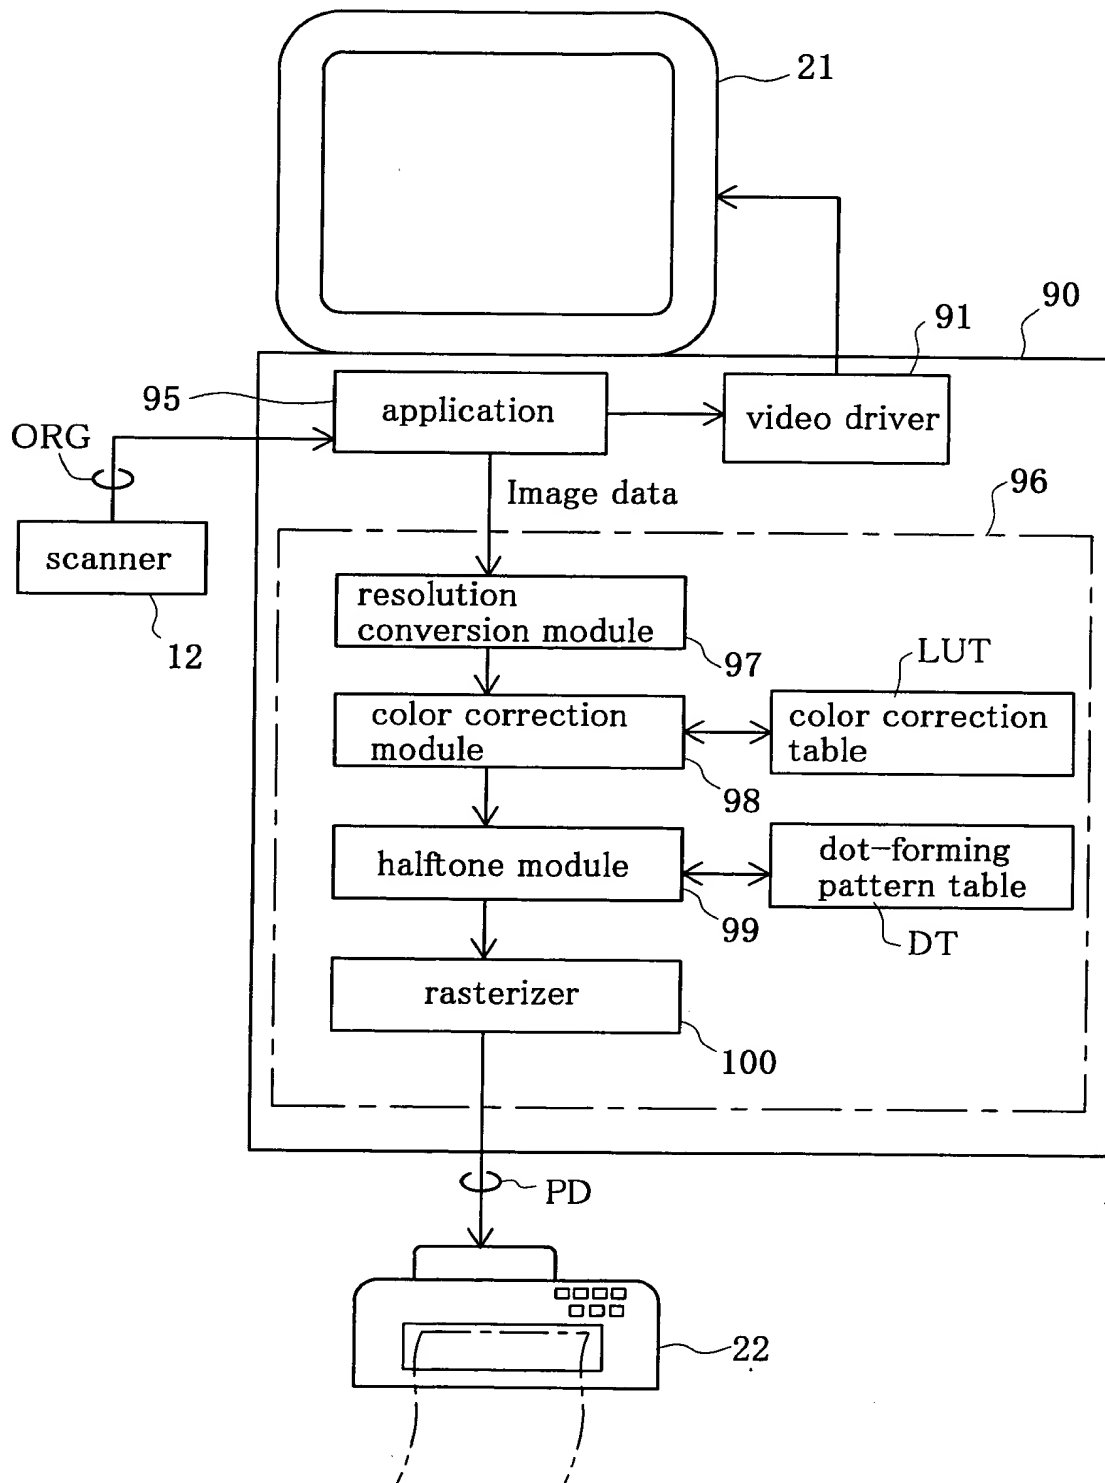 21
90
91
95
application
video driver
ORG
Image data
96
scanner
12
resolution
conversion module
97
LUT
color correction
module
color correction
table
98
halftone module
dot-forming
pattern table
99
DT
rasterizer
100
PD
22